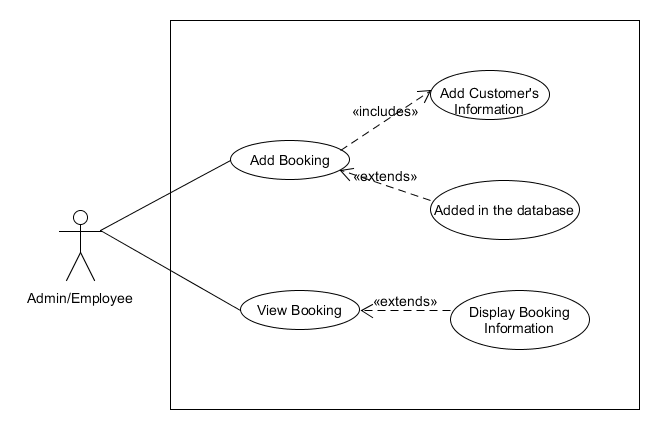 Add Customer's
Information
«includes»
Add Booking
«extends»
Added in the database
Admin/Employee
«extends»
View Booking
Display Booking
Information